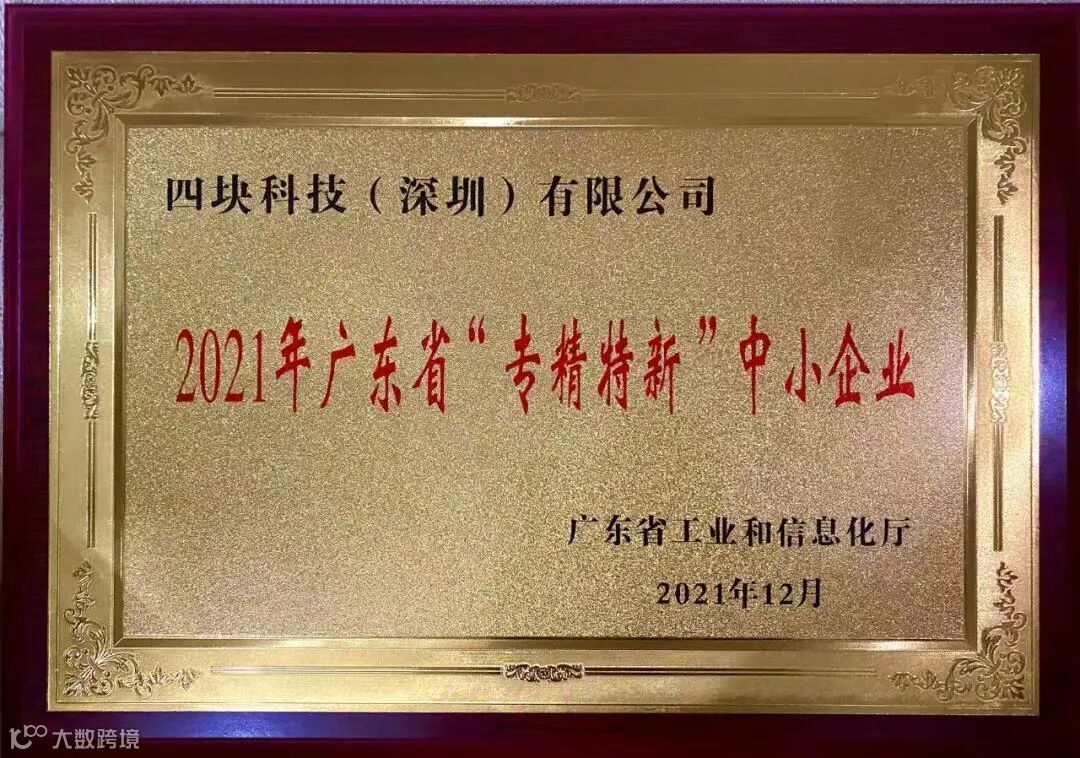 四块科技（深圳）有限公司
2021年广东省“专精特新”中小企业
广东省工业和信息化厅
2021年12月
大数跨境